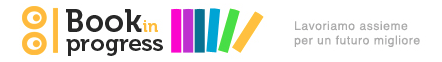 Book in
progress
Lavoriamo assieme
per un futuro migliore